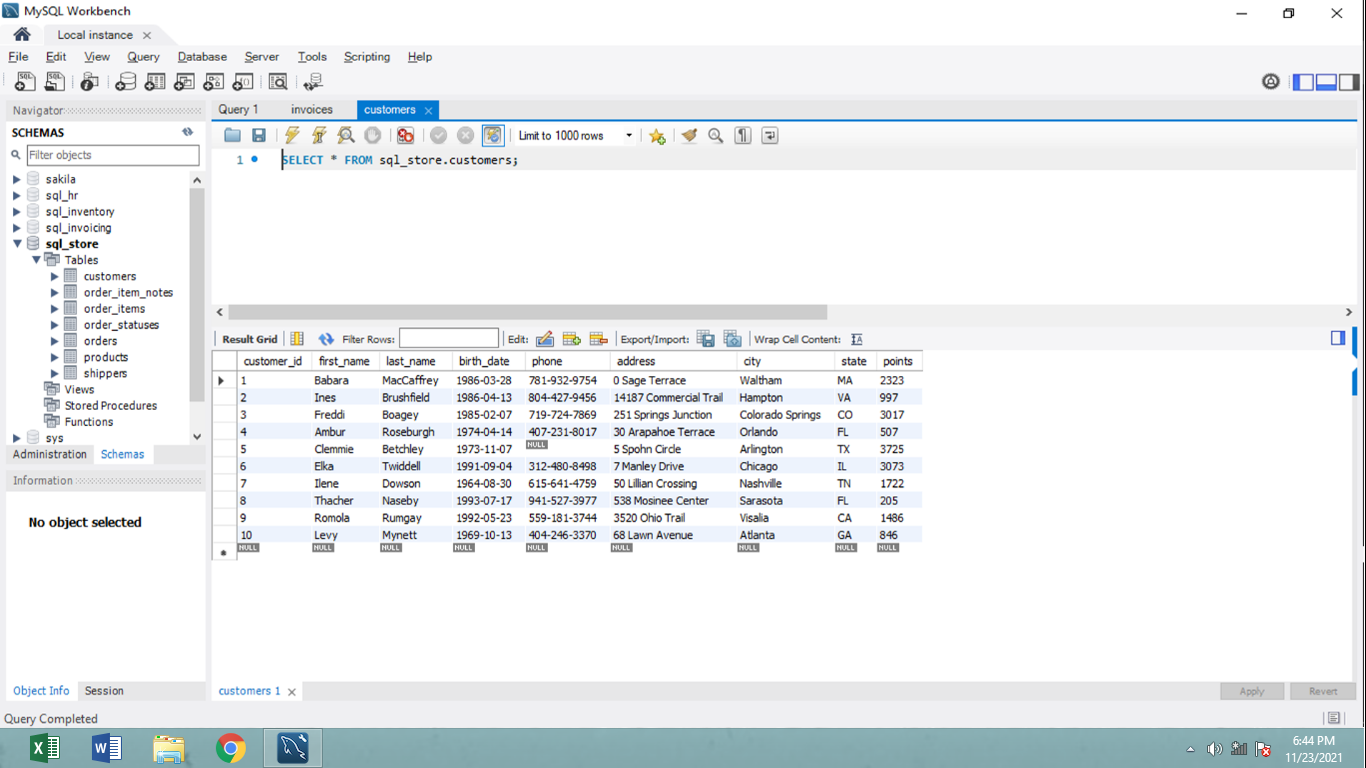 MySQL Workbench
Local instance
File Edit View Query Database Server Tools Scripting Help
Navigator
SCHEMAS
Filter objects
sakila
sql_hr
sql_inventory
sql_invoicing
sql_store
Tables
customers
order_item_notes
order_items
order_statuses
orders
products
shippers
Views
Stored Procedures
Functions
sys
Administration Schemas
Information
No object selected
Object Info Session
Query 1 invoices customers
Limit to 1000 rows
1 SELECT * FROM sql_store.customers;
Result Grid Filter Rows: Edit: Export/Import: Wrap Cell Content:
customer_id first_name last_name birth_date phone address city state points
1 Babara MacCaffrey 1986-03-28 781-932-9754 0 Sage Terrace Waltham MA 2323
2 Ines Brushfield 1986-04-13 804-427-9456 14187 Commercial Trail Hampton VA 997
3 Freddi Boagey 1985-02-07 719-724-7869 251 Springs Junction Colorado Springs CO 3017
4 Ambur Roseburgh 1974-04-14 407-231-8017 30 Arapahoe Terrace Orlando FL 507
5 Clemmie Betchley 1973-11-07 NULL 5 Spohn Circle Arlington TX 3725
6 Elka Twiddell 1991-09-04 312-480-8498 7 Manley Drive Chicago IL 3073
7 Ilene Dowson 1964-08-30 615-641-4759 50 Lillian Crossing Nashville TN 1722
8 Thacher Naseby 1993-07-17 941-527-3977 538 Mosinee Center Sarasota FL 205
9 Romola Rumgay 1992-05-23 559-181-3744 3520 Ohio Trail Visalia CA 1486
10 Levy Mynett 1969-10-13 404-246-3370 68 Lawn Avenue Atlanta GA 846
NULL NULL NULL NULL NULL NULL NULL NULL NULL
customers 1
Apply Revert
Query Completed
6:44 PM
11/23/2021